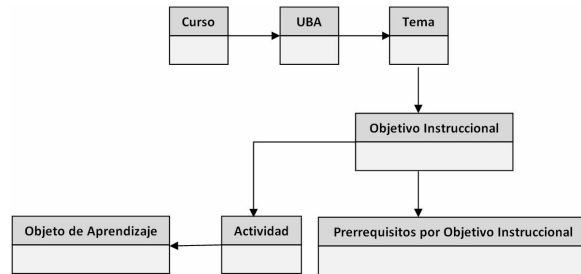 Curso
UBA
Tema
Objetivo Instruccional
Objeto de Aprendizaje
Actividad
Prerrequisitos por Objetivo Instruccional